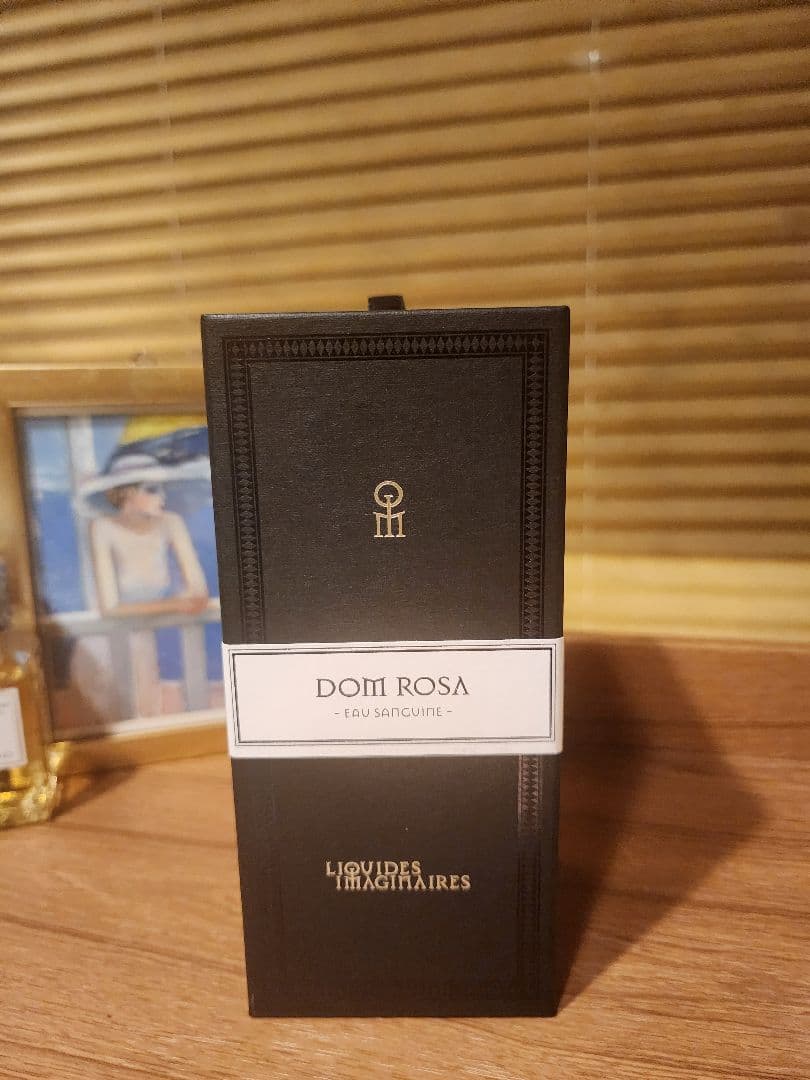 DOM ROSA
- EAU SANGUINE -
LIQUIDES
IMAGINAIRES